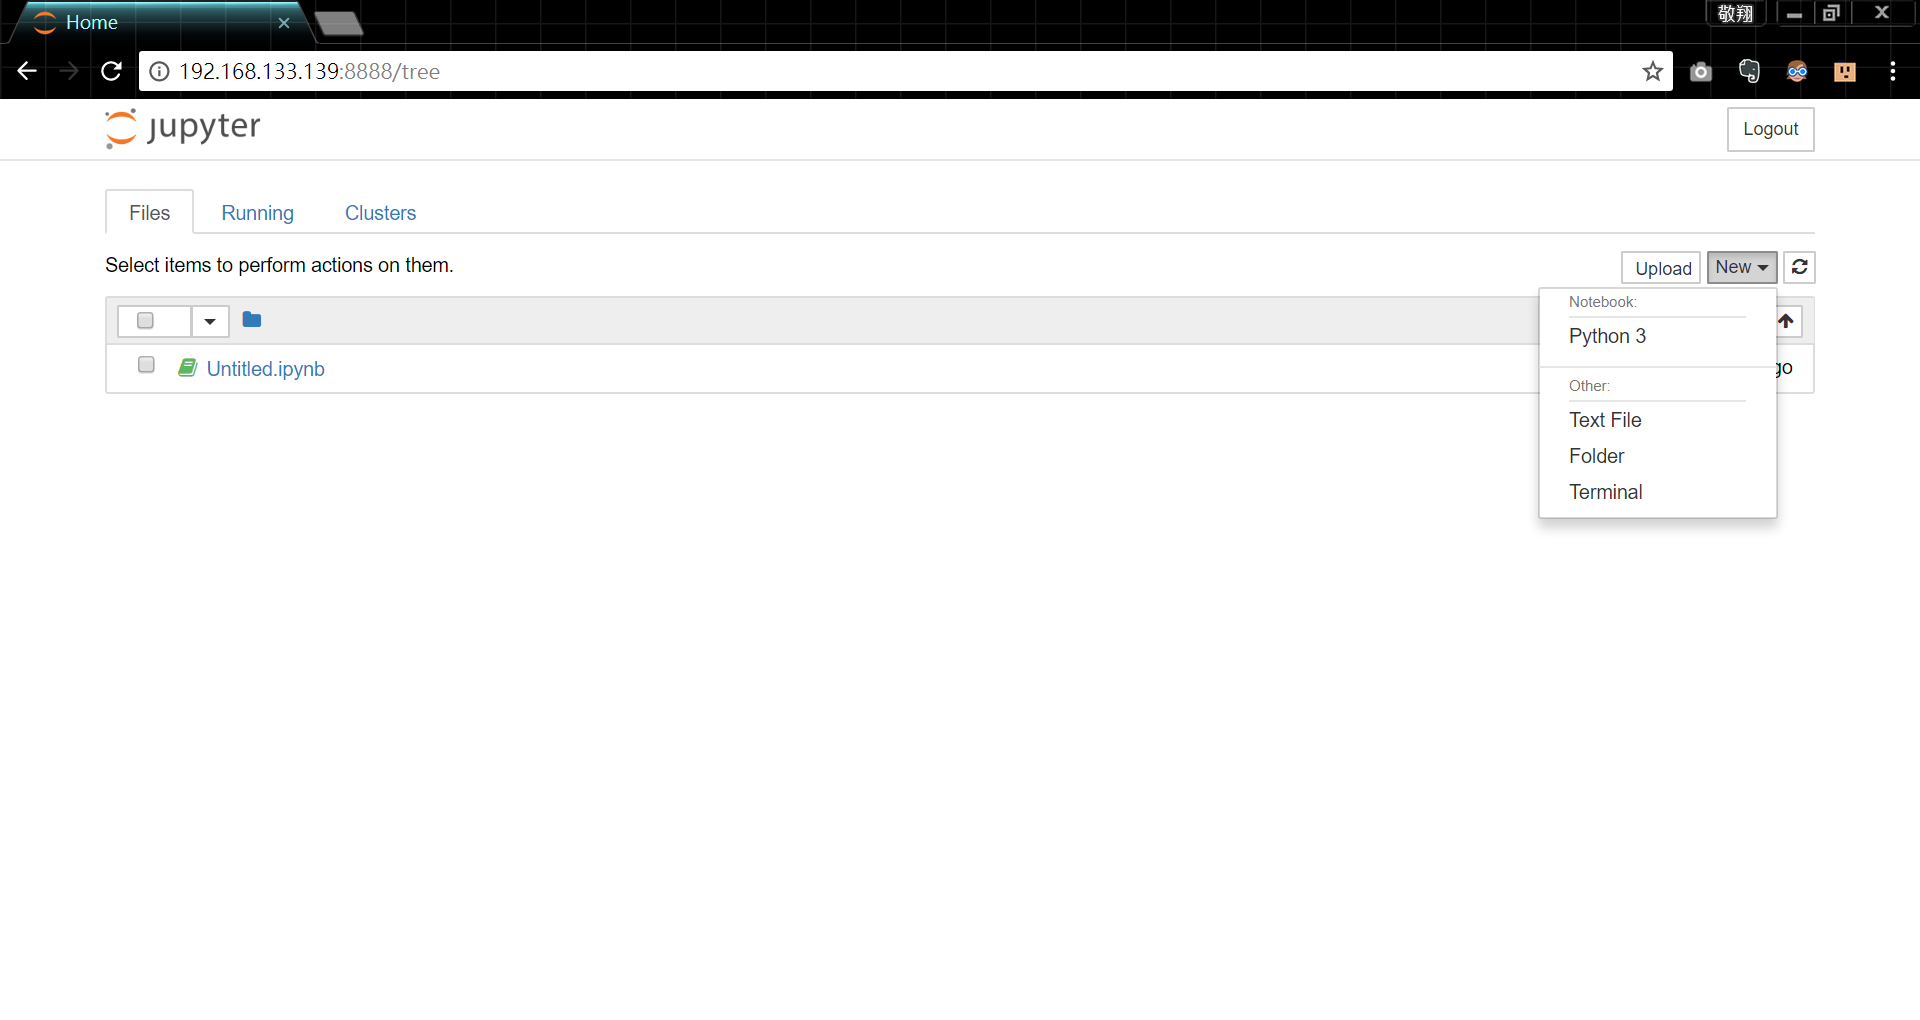 Home
敬翔
192.168.133.139:8888/tree
jupyter
Logout
Files Running Clusters
Select items to perform actions on them.
Upload New
Notebook:
Python 3
Untitled.ipynb
go
Other:
Text File
Folder
Terminal